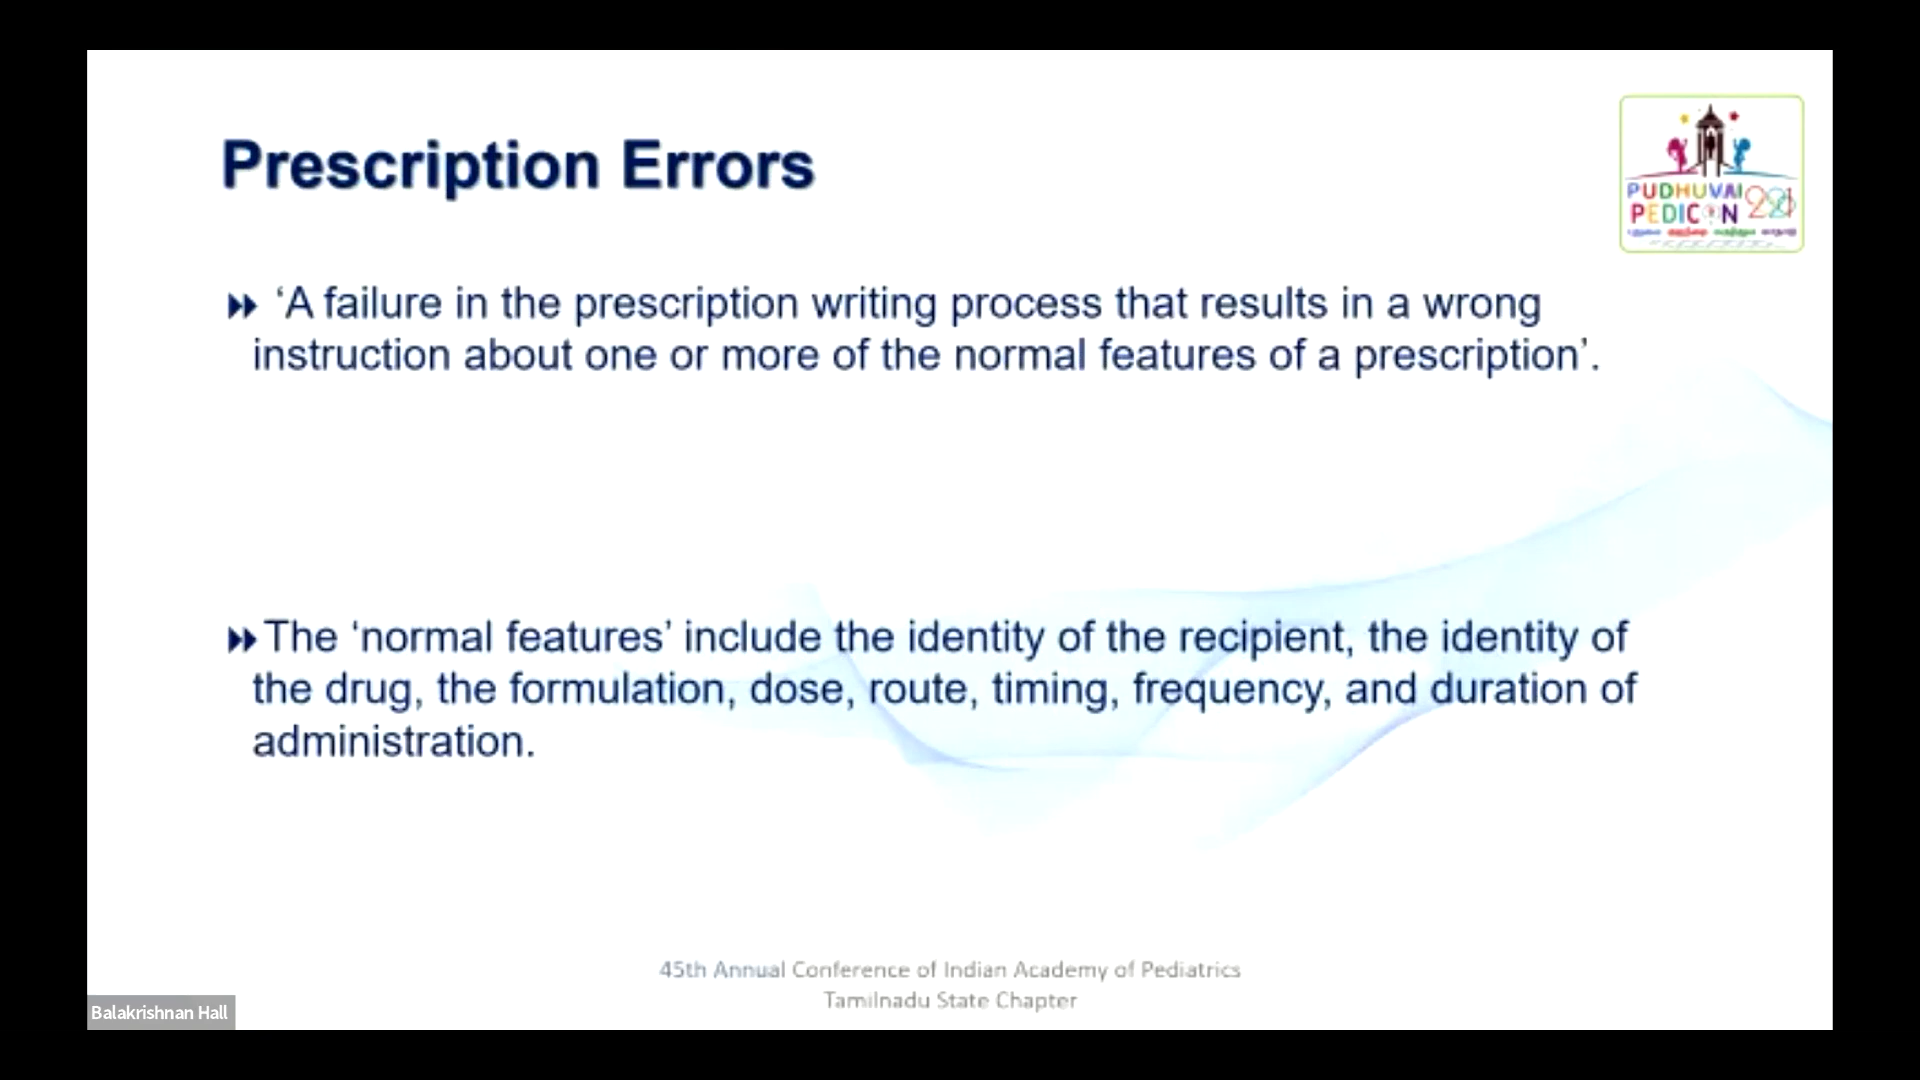 Prescription Errors
PUDHUVAI
PEDICON 2021
‘A failure in the prescription writing process that results in a wrong
instruction about one or more of the normal features of a prescription’.
The ‘normal features’ include the identity of the recipient, the identity of
the drug, the formulation, dose, route, timing, frequency, and duration of
administration.
45th Annual Conference of Indian Academy of Pediatrics
Tamilnadu State Chapter
Balakrishnan Hall